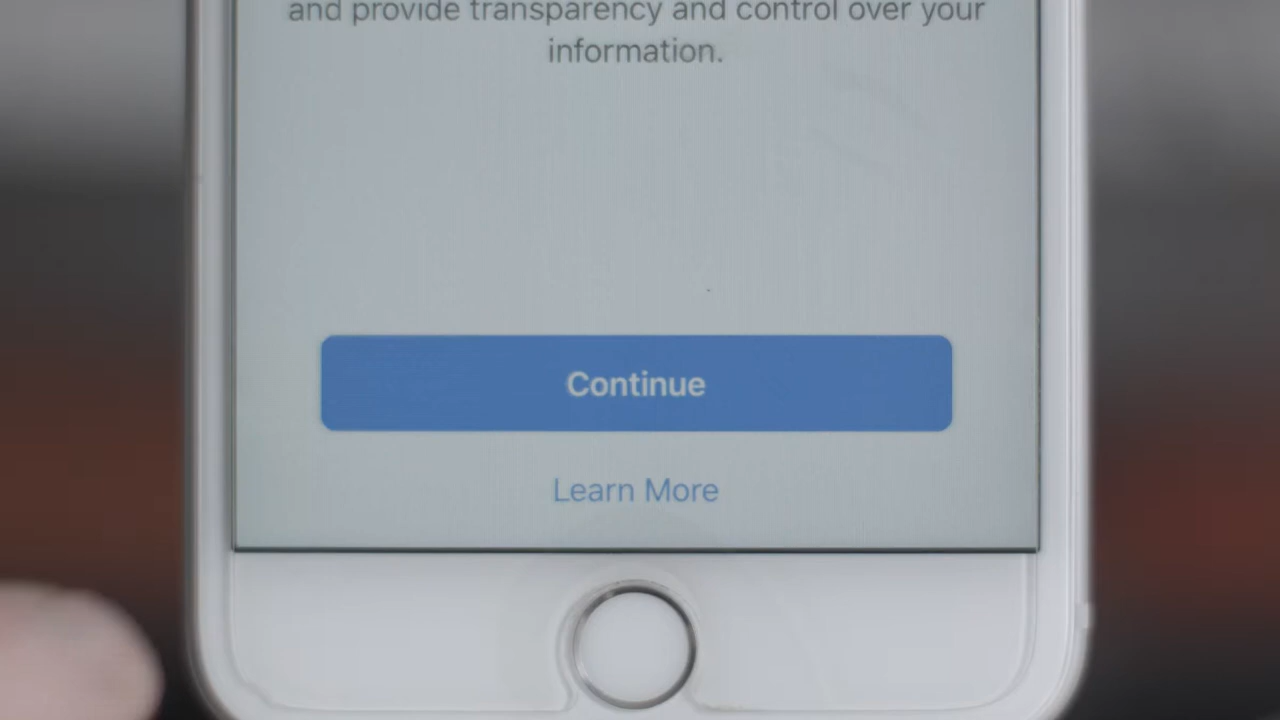 and provide transparency and control over your
information.
Continue
Learn More